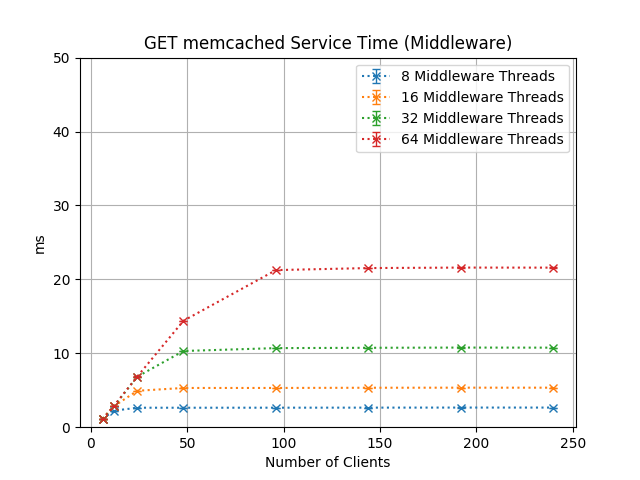 GET memcached Service Time (Middleware)
50
40
30
20
10
0
ms
8 Middleware Threads
16 Middleware Threads
32 Middleware Threads
64 Middleware Threads
0 50 100 150 200 250
Number of Clients